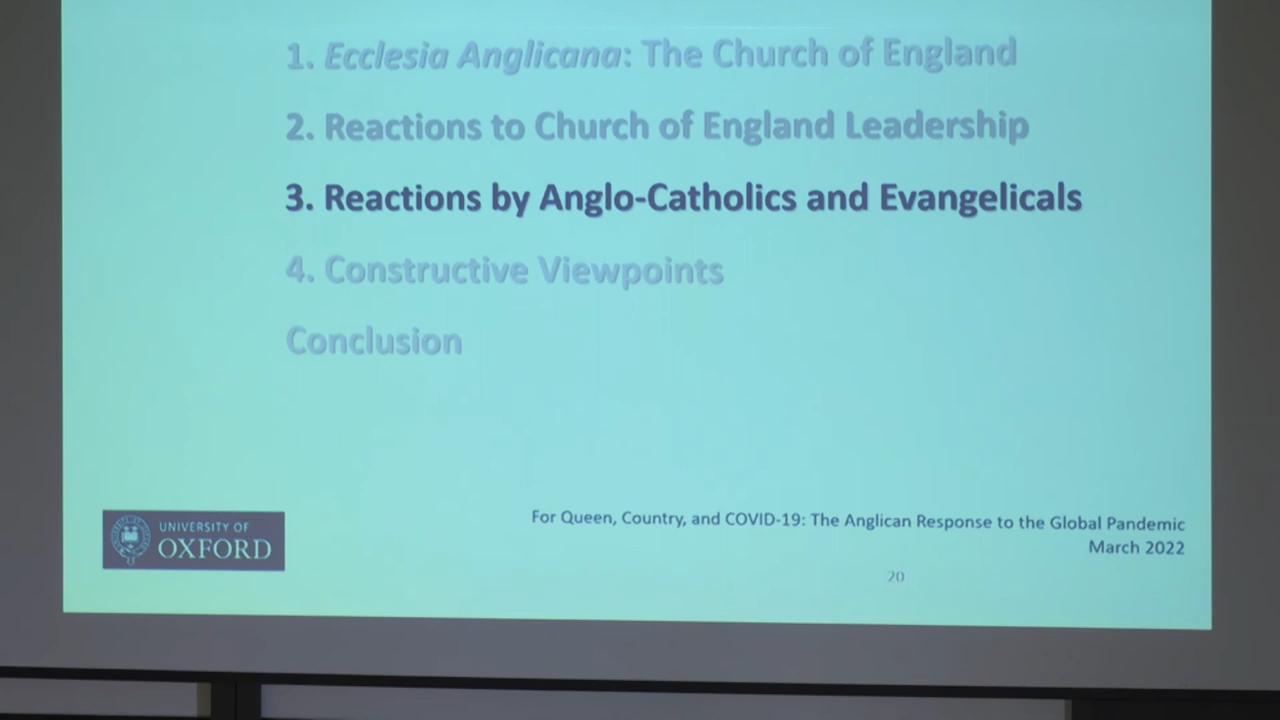 1. Ecclesia Anglicana: The Church of England
2. Reactions to Church of England Leadership
3. Reactions by Anglo-Catholics and Evangelicals
4. Constructive Viewpoints
Conclusion
UNIVERSITY OF
OXFORD
For Queen, Country, and COVID-19: The Anglican Response to the Global Pandemic
March 2022
20